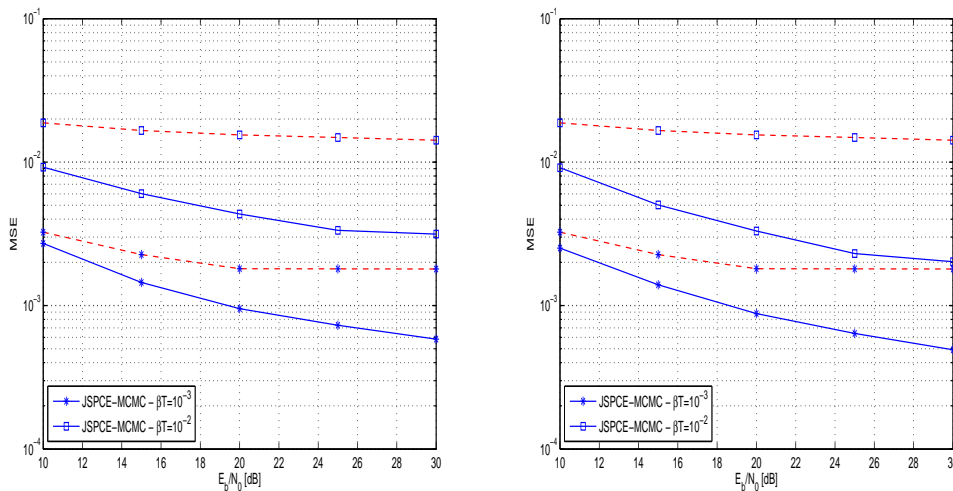 10⁻¹
10⁻²
10⁻³
10⁻⁴
MSE
JSPCE−MCMC − βT=10⁻³
JSPCE−MCMC − βT=10⁻²
10 12 14 16 18 20 22 24 26 28 30
E_b/N_0 [dB]
10⁻¹
10⁻²
10⁻³
10⁻⁴
MSE
JSPCE−MCMC − βT=10⁻³
JSPCE−MCMC − βT=10⁻²
10 12 14 16 18 20 22 24 26 28 30
E_b/N_0 [dB]